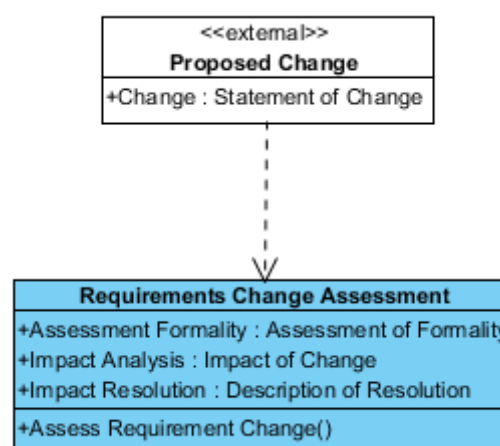 <<external>>
Proposed Change
+Change : Statement of Change
Requirements Change Assessment
+Assessment Formality : Assessment of Formality
+Impact Analysis : Impact of Change
+Impact Resolution : Description of Resolution
+Assess Requirement Change()